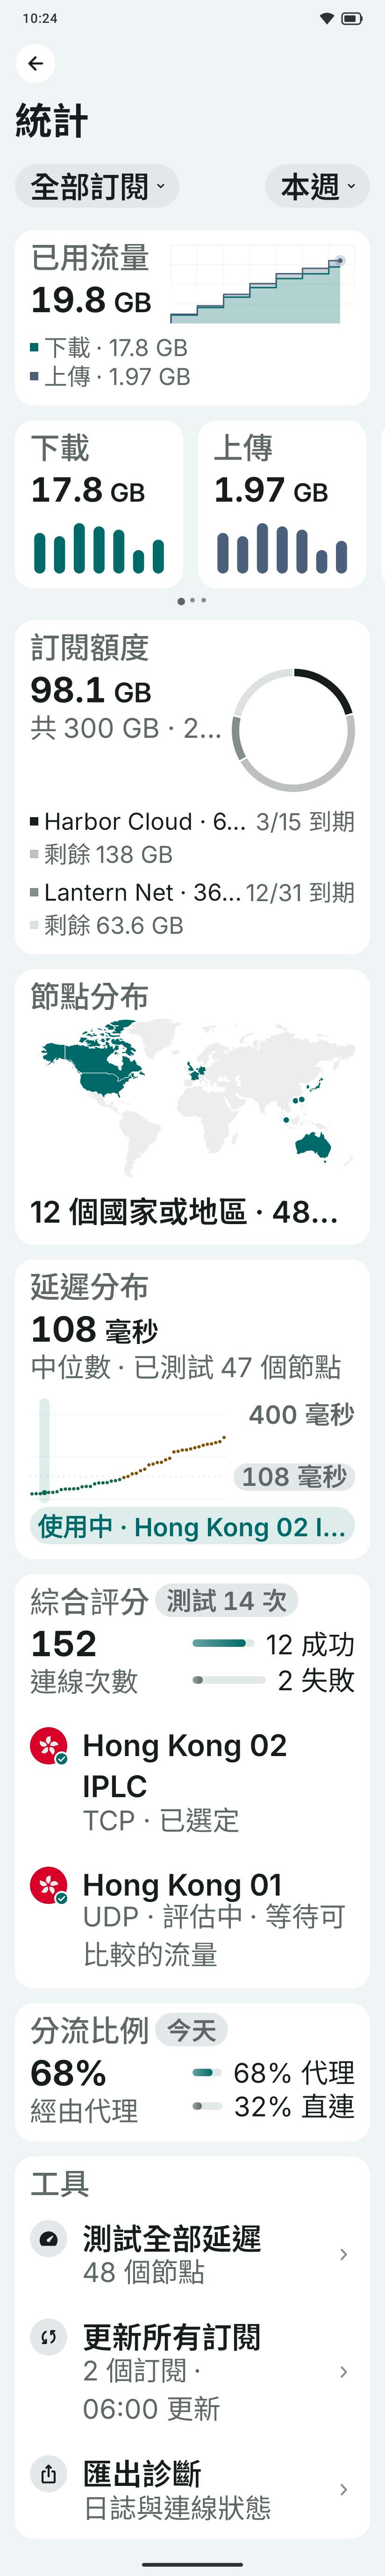 10:24
統計
全部訂閱
本週
已用流量
19.8 GB
下載 · 17.8 GB
上傳 · 1.97 GB
下載
17.8 GB
上傳
1.97 GB
訂閱額度
98.1 GB
共 300 GB · 2...
Harbor Cloud · 6... 3/15 到期
剩餘 138 GB
Lantern Net · 36... 12/31 到期
剩餘 63.6 GB
節點分布
12 個國家或地區 · 48...
延遲分布
108 毫秒
中位數 · 已測試 47 個節點
400 毫秒
108 毫秒
使用中 · Hong Kong 02 I...
綜合評分 測試 14 次
152
連線次數
12 成功
2 失敗
Hong Kong 02
IPLC
TCP · 已選定
Hong Kong 01
UDP · 評估中 · 等待可
比較的流量
分流比例 今天
68%
經由代理
68% 代理
32% 直連
工具
測試全部延遲
48 個節點
更新所有訂閱
2 個訂閱 ·
06:00 更新
匯出診斷
日誌與連線狀態